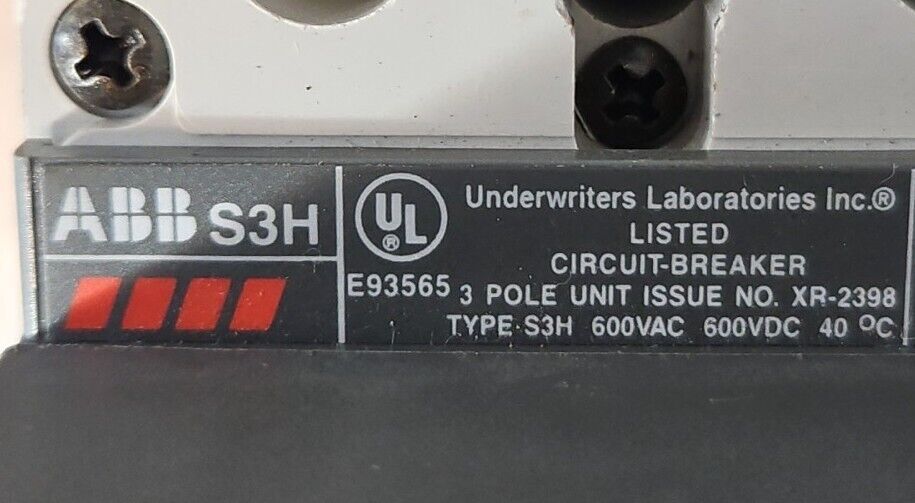 ABB S3H
UL
®
E93565
Underwriters Laboratories Inc.®
LISTED
CIRCUIT-BREAKER
3 POLE UNIT ISSUE NO. XR-2398
TYPE S3H 600VAC 600VDC 40 °C